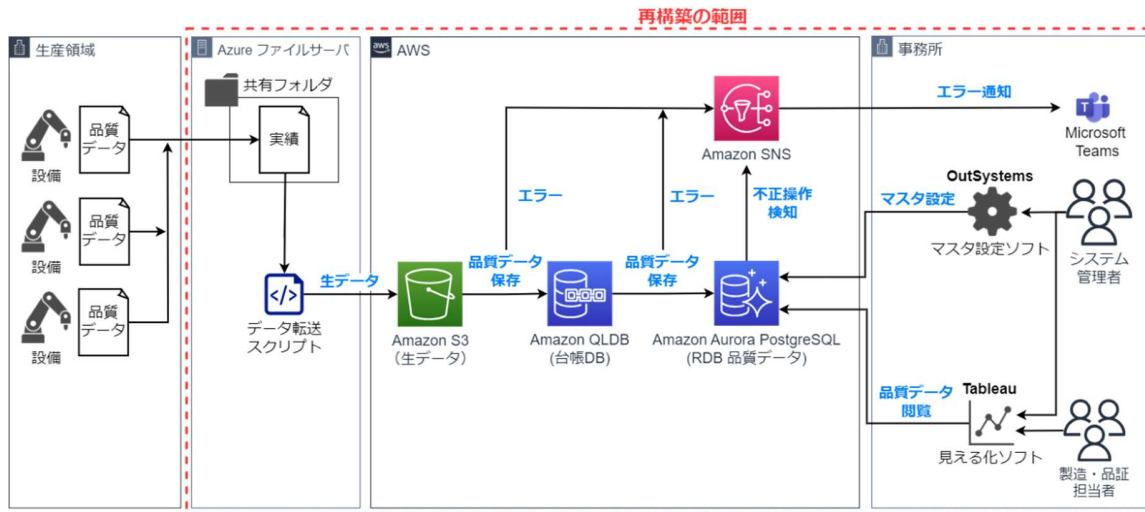 再構築の範囲
生産領域
品質
データ
設備
品質
データ
設備
品質
データ
設備
Azure ファイルサーバ
共有フォルダ
実績
データ転送
スクリプト
生データ
aws
AWS
Amazon S3
（生データ）
品質データ
保存
エラー
Amazon QLDB
(台帳DB)
品質データ
保存
エラー
Amazon SNS
不正操作
検知
Amazon Aurora PostgreSQL
(RDB 品質データ)
事務所
エラー通知
Microsoft
Teams
OutSystems
マスタ設定
マスタ設定ソフト
システム
管理者
Tableau
品質データ
閲覧
見える化ソフト
製造・品証
担当者